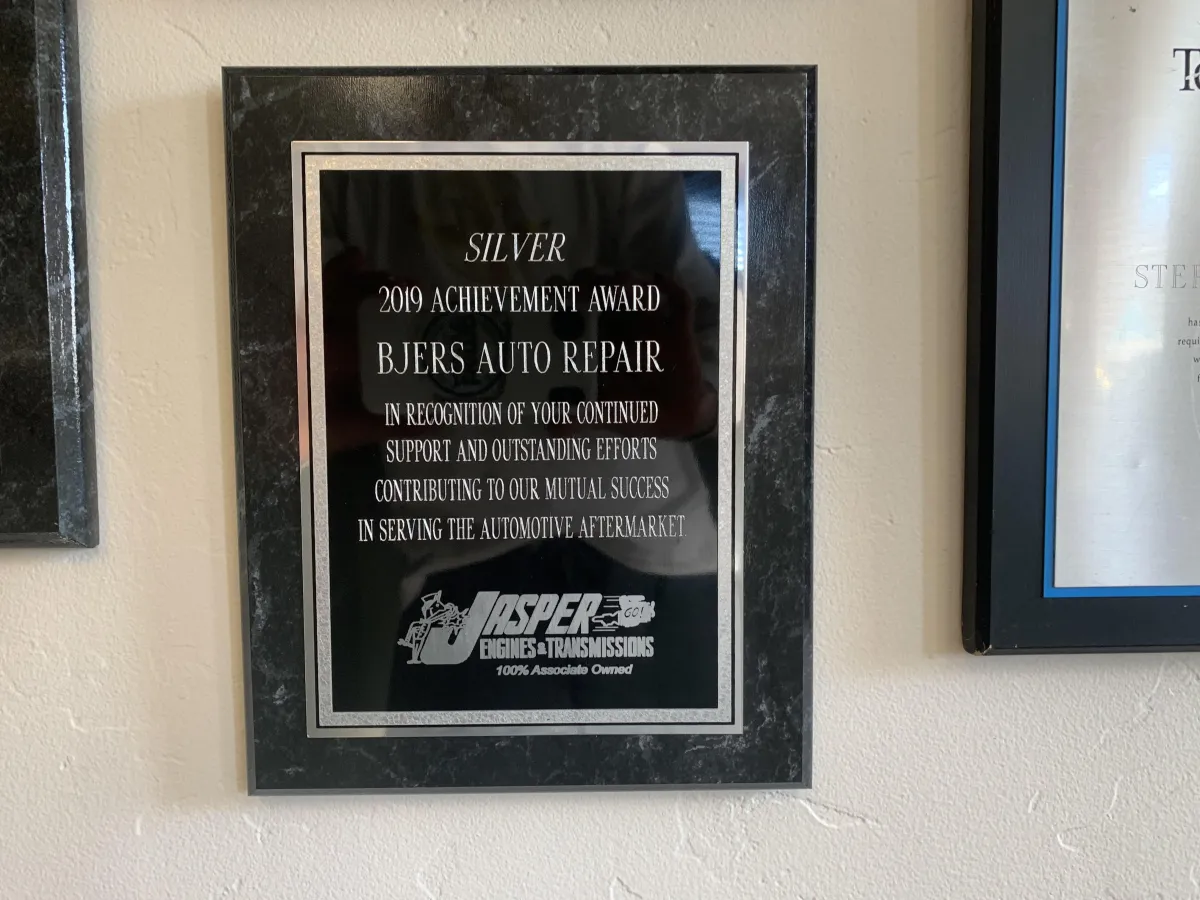 SILVER
2019 ACHIEVEMENT AWARD
BJERS AUTO REPAIR
IN RECOGNITION OF YOUR CONTINUED
SUPPORT AND OUTSTANDING EFFORTS
CONTRIBUTING TO OUR MUTUAL SUCCESS
IN SERVING THE AUTOMOTIVE AFTERMARKET.
JASPER
GO!
ENGINES & TRANSMISSIONS
100% Associate Owned